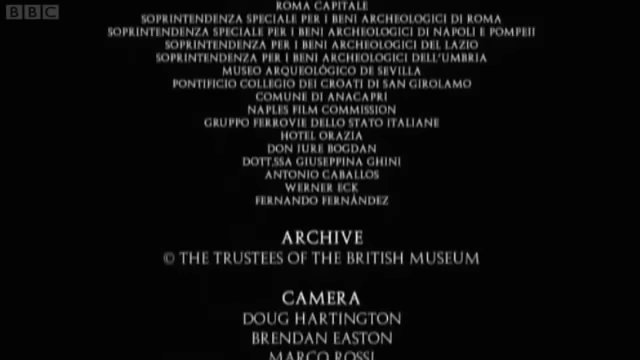 BBC
ROMA CAPITALE
SOPRINTENDENZA SPECIALE PER I BENI ARCHEOLOGICI DI ROMA
SOPRINTENDENZA SPECIALE PER I BENI ARCHEOLOGICI DI NAPOLI E POMPEII
SOPRINTENDENZA PER I BENI ARCHEOLOGICI DEL LAZIO
SOPRINTENDENZA PER I BENI ARCHEOLOGICI DELL'UMBRIA
MUSEO ARQUEOLÓGICO DE SEVILLA
PONTIFICIO COLLEGIO DEI CROATI DI SAN GIROLAMO
COMUNE DI ANACAPRI
NAPLES FILM COMMISSION
GRUPPO FERROVIE DELLO STATO ITALIANE
HOTEL ORAZIA
DON IURE BOGDAN
DOTT.SSA GIUSEPPINA GHINI
ANTONIO CABALLOS
WERNER ECK
FERNANDO FERNÁNDEZ
ARCHIVE
© THE TRUSTEES OF THE BRITISH MUSEUM
CAMERA
DOUG HARTINGTON
BRENDAN EASTON
MARCO ROSSI